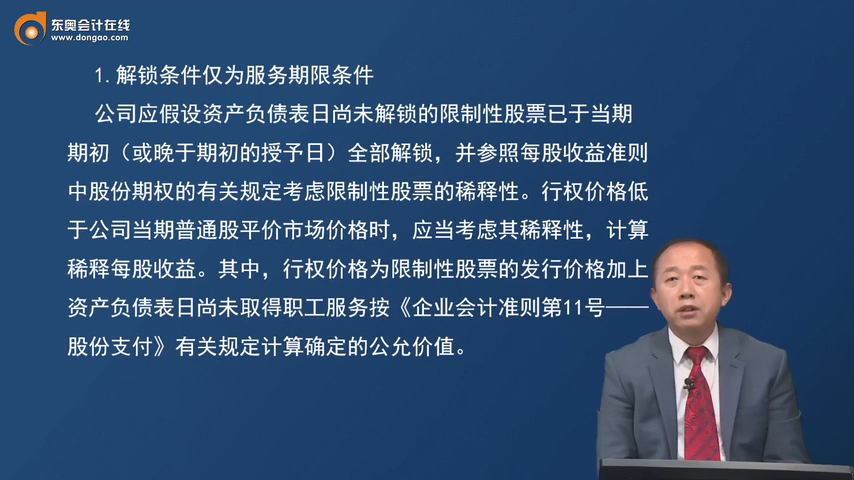 东奥会计在线
www.dongao.com
1.解锁条件仅为服务期限条件
公司应假设资产负债表日尚未解锁的限制性股票已于当期
期初（或晚于期初的授予日）全部解锁，并参照每股收益准则
中股份期权的有关规定考虑限制性股票的稀释性。行权价格低
于公司当期普通股平价市场价格时，应当考虑其稀释性，计算
稀释每股收益。其中，行权价格为限制性股票的发行价格加上
资产负债表日尚未取得职工服务按《企业会计准则第11号——
股份支付》有关规定计算确定的公允价值。